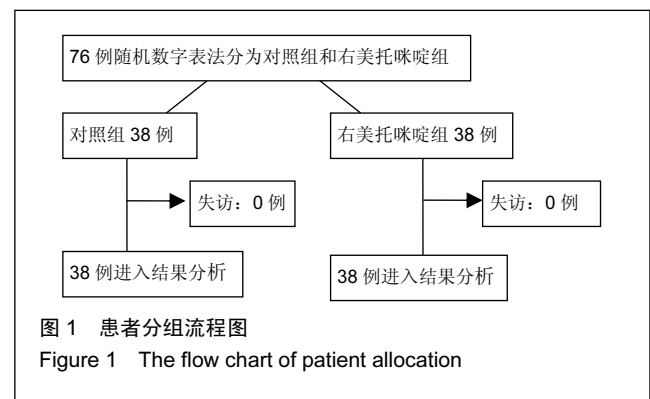 76 例随机数字表法分为对照组和右美托咪啶组
对照组 38 例
右美托咪啶组 38 例
失访：0 例
失访：0 例
38 例进入结果分析
38 例进入结果分析
图 1　患者分组流程图
Figure 1　The flow chart of patient allocation